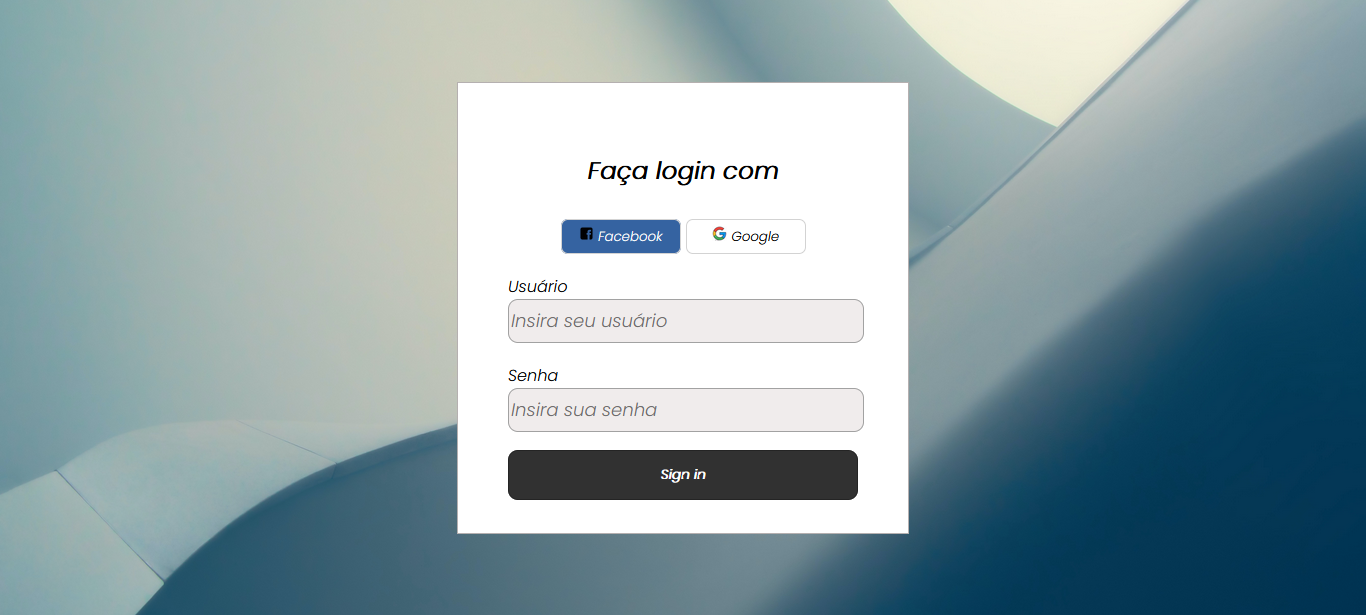 Faça login com
Facebook Google
Usuário
Insira seu usuário
Senha
Insira sua senha
Sign in